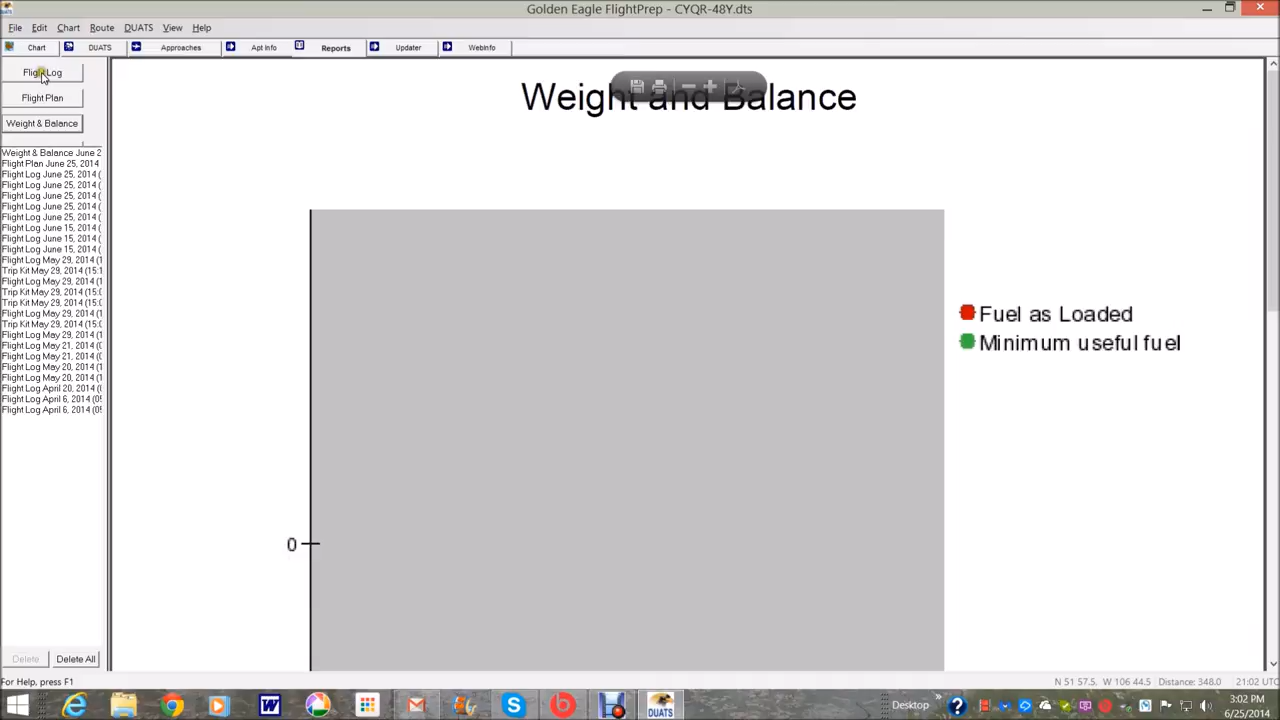 DUATS
Golden Eagle FlightPrep - CYQR-48Y.dts
File Edit Chart Route DUATS View Help
Chart DUATS Approaches Apt Info Reports Updater WebInfo
Flight Log
Flight Plan
Weight & Balance
Weight and Balance
Weight & Balance June 2
Flight Plan June 25, 2014
Flight Log June 25, 2014 (
Flight Log June 25, 2014 (
Flight Log June 25, 2014 (
Flight Log June 25, 2014 (
Flight Log June 25, 2014 (
Flight Log June 15, 2014 (
Flight Log June 15, 2014 (
Flight Log June 15, 2014 (
Flight Log May 29, 2014 (1
Trip Kit May 29, 2014 (15:1
Flight Log May 29, 2014 (1
Trip Kit May 29, 2014 (15:0
Trip Kit May 29, 2014 (15:0
Flight Log May 29, 2014 (1
Trip Kit May 29, 2014 (15:0
Flight Log May 29, 2014 (1
Flight Log May 21, 2014 (0
Flight Log May 21, 2014 (0
Flight Log May 20, 2014 (1
Flight Log May 20, 2014 (1
Flight Log April 20, 2014 (0
Flight Log April 6, 2014 (05
Flight Log April 6, 2014 (05
Fuel as Loaded
Minimum useful fuel
0
Delete Delete All
For Help, press F1
N 51 57.5, W 106 44.5 Distance: 348.0 21:02 UTC
DUATS
Desktop
3:02 PM
6/25/2014